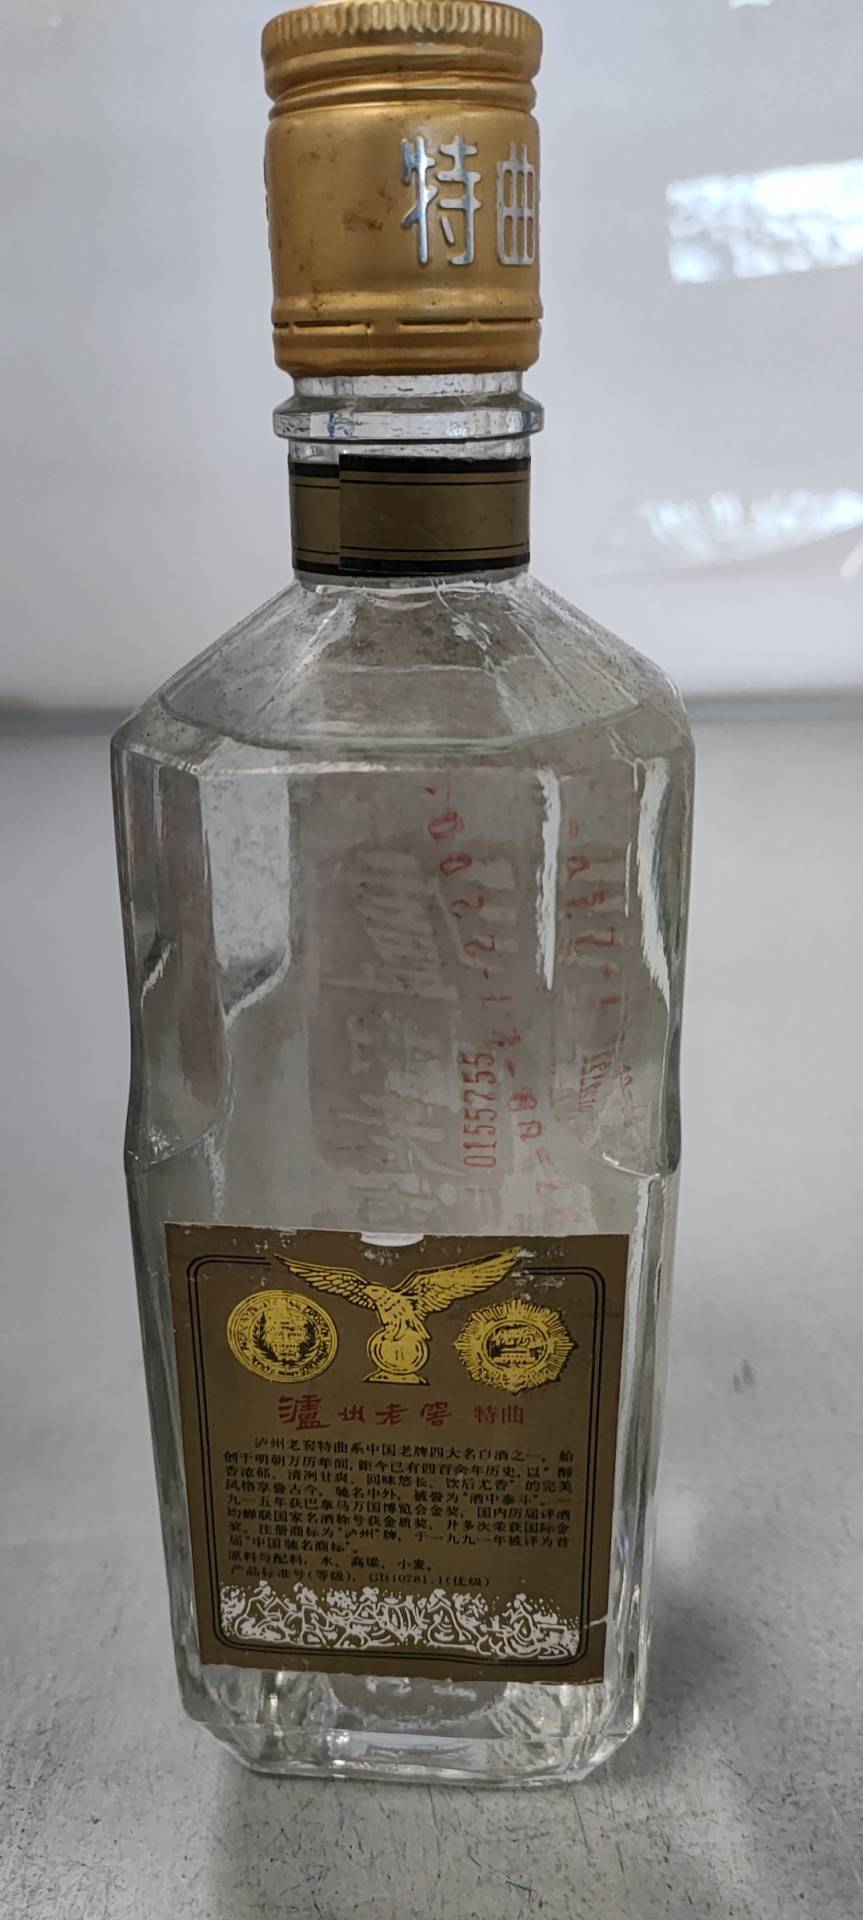 特曲
0155755
泸州老窖 特曲
泸州老窖特曲系中国老牌四大名白酒之一，始
创于明朝万历年间，距今已有四百余年历史，以“醇
香浓郁、清洌甘爽、回味悠长、饮后尤香”的完美
风格享誉古今，驰名中外，被誉为“酒中泰斗”。一
九一五年获巴拿马万国博览会金奖，国内历届评酒
均蝉联国家名酒称号获金质奖，并多次荣获国际金
奖。注册商标为“泸州”牌，于一九九一年被评为首
届“中国驰名商标”。
原料与配料：水、高粱、小麦。
产品标准号(等级)：GB10781.1(优级)